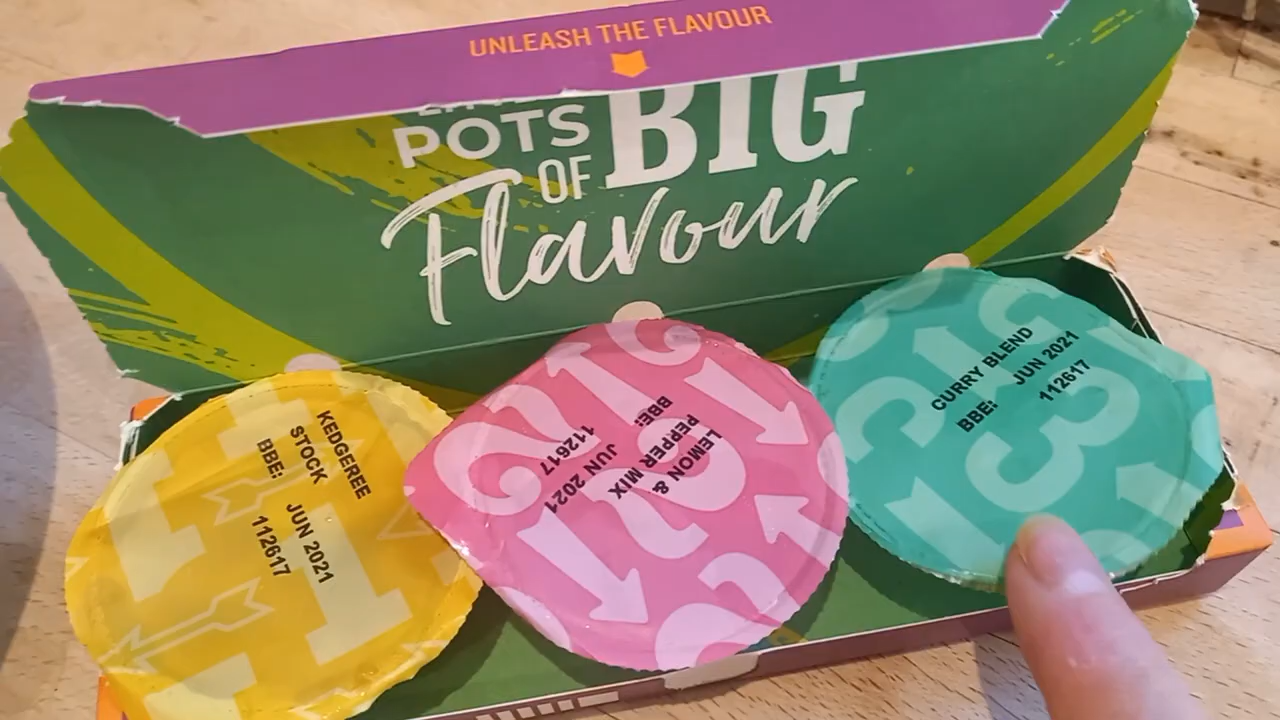 UNLEASH THE FLAVOUR
POTS
OF
BIG
Flavour
KEDGEREE
STOCK
BBE: JUN 2021
112617
1
LEMON &
PEPPER MIX
BBE: JUN 2021
112617
2
CURRY BLEND
BBE: JUN 2021
112617
3